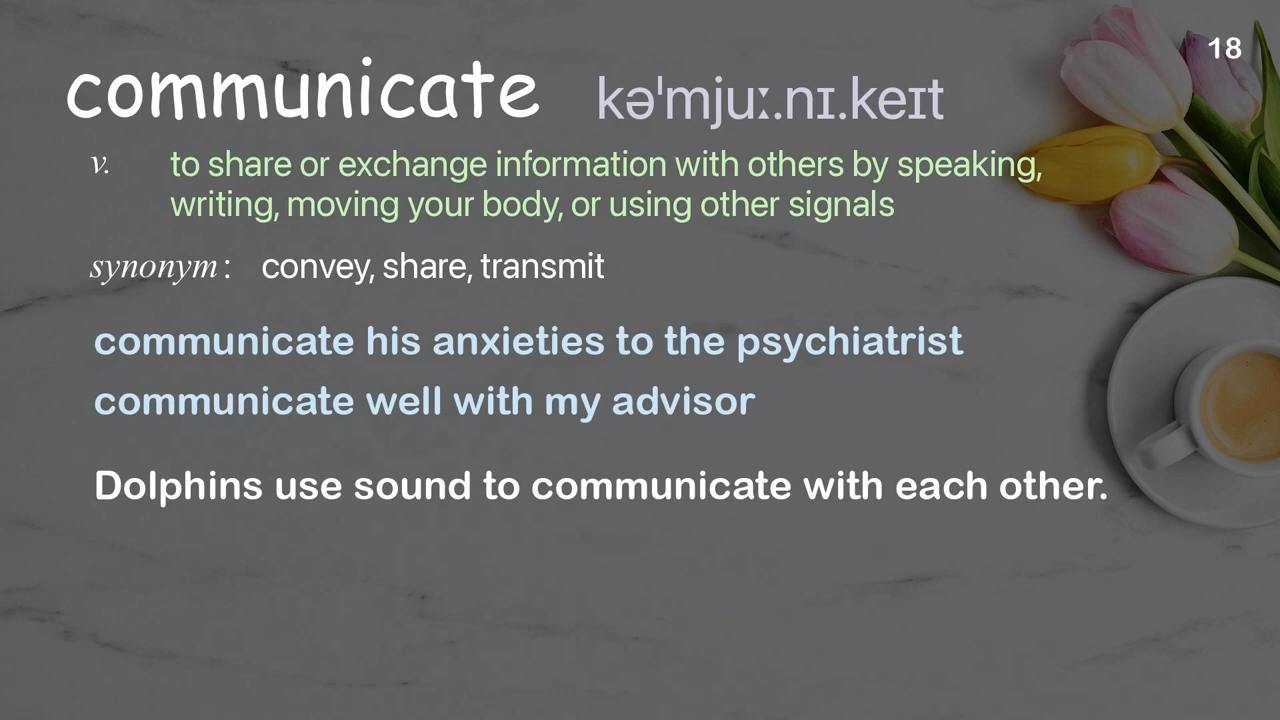 18
communicate kəˈmjuː.nɪ.keɪt
v. to share or exchange information with others by speaking,
writing, moving your body, or using other signals
synonym : convey, share, transmit
communicate his anxieties to the psychiatrist
communicate well with my advisor
Dolphins use sound to communicate with each other.